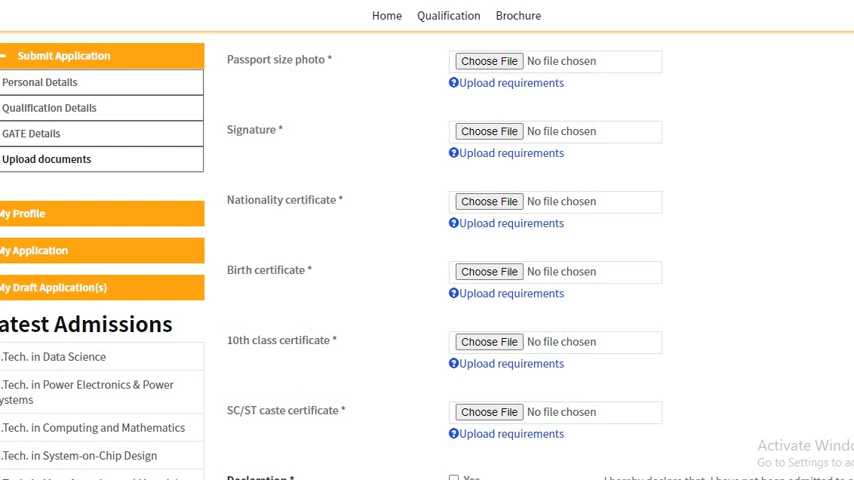 Home Qualification Brochure
Submit Application
Personal Details
Qualification Details
GATE Details
Upload documents
My Profile
My Application
My Draft Application(s)
atest Admissions
.Tech. in Data Science
.Tech. in Power Electronics & Power
ystems
.Tech. in Computing and Mathematics
.Tech. in System-on-Chip Design
Passport size photo *
Choose File No file chosen
Upload requirements
Signature *
Choose File No file chosen
Upload requirements
Nationality certificate *
Choose File No file chosen
Upload requirements
Birth certificate *
Choose File No file chosen
Upload requirements
10th class certificate *
Choose File No file chosen
Upload requirements
SC/ST caste certificate *
Choose File No file chosen
Upload requirements
Declaration * Yes I hereby declare that, I have not been admitted to
Activate Windo
Go to Settings to ac